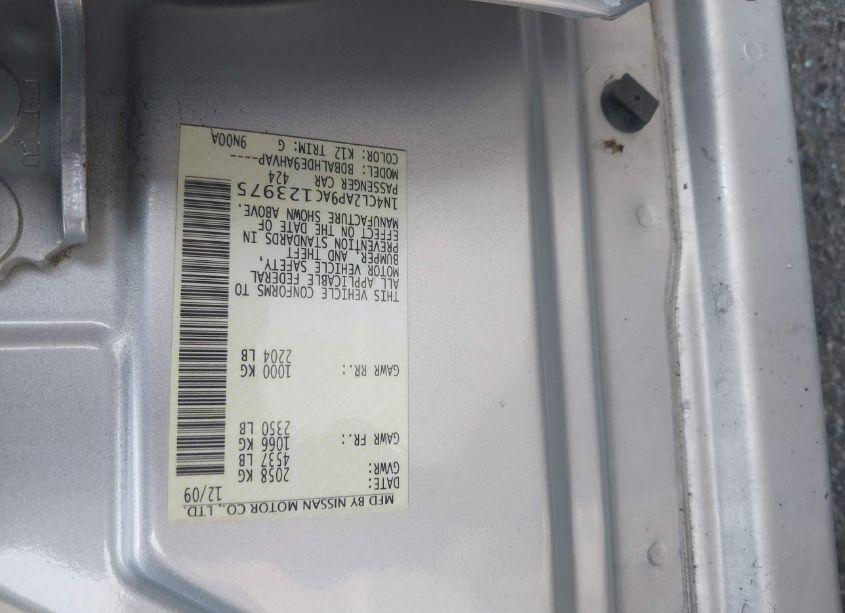 MFD BY NISSAN MOTOR CO., LTD.
DATE: 12/09
GVWR: 2058 KG
4537 LB
GAWR FR.: 1066 KG
2350 LB
GAWR RR.: 1000 KG
2204 LB
THIS VEHICLE CONFORMS TO
ALL APPLICABLE FEDERAL
MOTOR VEHICLE SAFETY,
BUMPER, AND THEFT
PREVENTION STANDARDS IN
EFFECT ON THE DATE OF
MANUFACTURE SHOWN ABOVE.
1N4CL2AP9AC123975
PASSENGER CAR 424
MODEL: BDBALHDE9AHVAP----
COLOR: K12 TRIM: G 9N00A